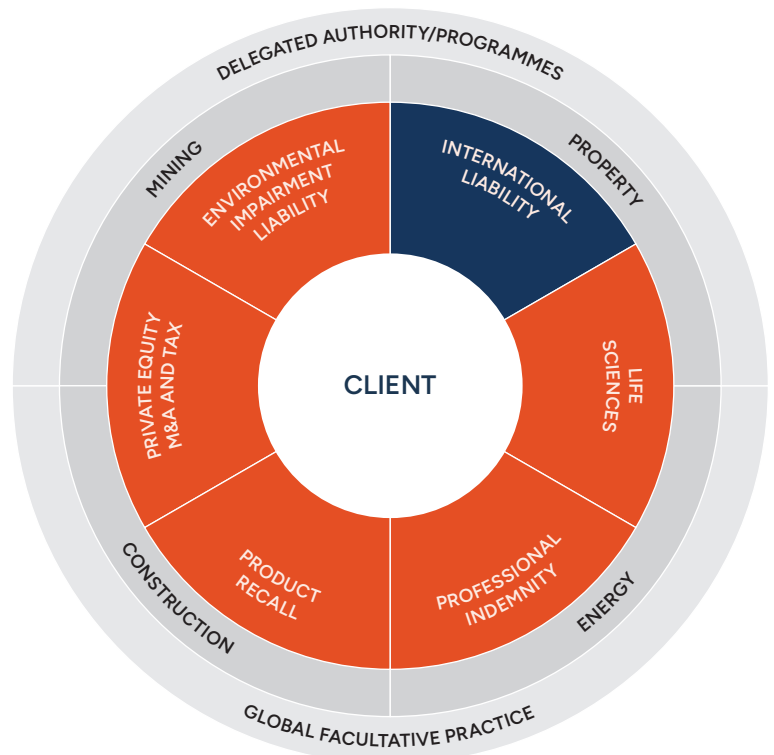 DELEGATED AUTHORITY/PROGRAMMES
MINING
PROPERTY
ENVIRONMENTAL
IMPAIRMENT
LIABILITY
INTERNATIONAL
LIABILITY
PRIVATE EQUITY
M&A AND TAX
CLIENT
LIFE
SCIENCES
PRODUCT
RECALL
PROFESSIONAL
INDEMNITY
CONSTRUCTION
ENERGY
GLOBAL FACULTATIVE PRACTICE